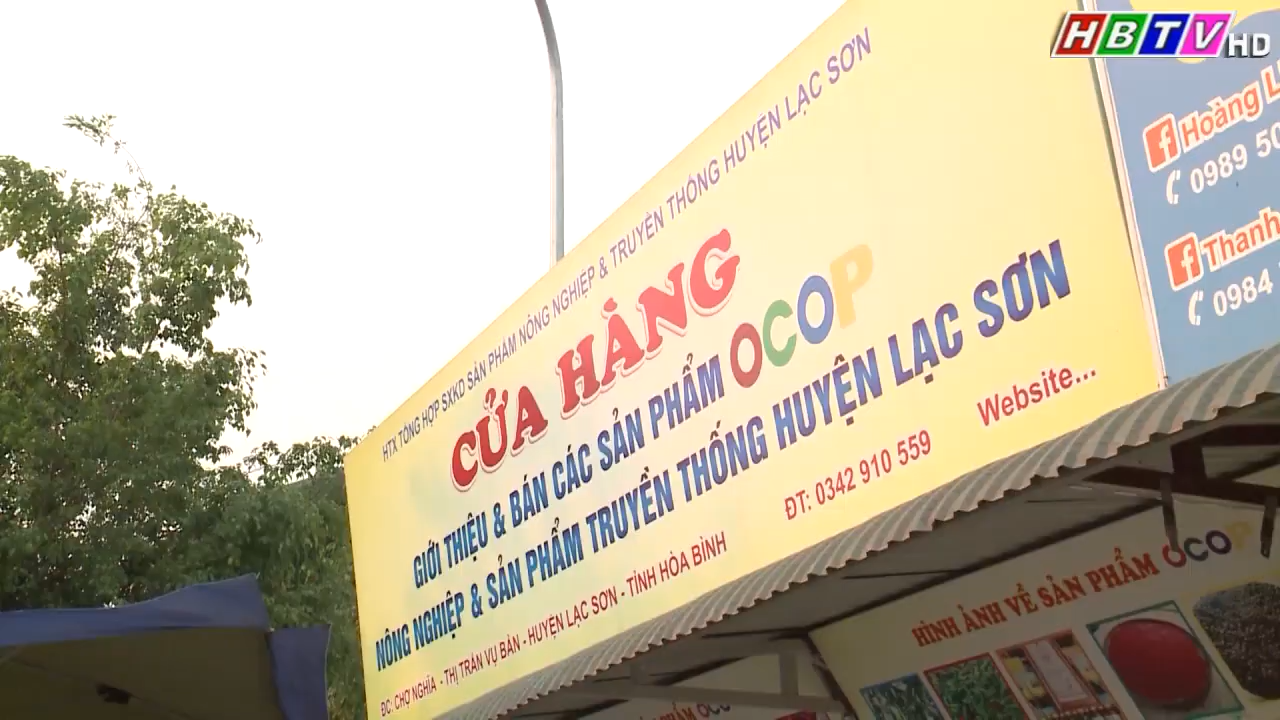 HBTV HD
HTX TỔNG HỢP SXKD SẢN PHẨM NÔNG NGHIỆP & TRUYỀN THỐNG HUYỆN LẠC SƠN
CỬA HÀNG
GIỚI THIỆU & BÁN CÁC SẢN PHẨM OCOP
NÔNG NGHIỆP & SẢN PHẨM TRUYỀN THỐNG HUYỆN LẠC SƠN
ĐC: CHỢ NGHĨA - THỊ TRẤN VỤ BẢN - HUYỆN LẠC SƠN - TỈNH HÒA BÌNH
ĐT: 0342 910 559
Website...
Hoàng
0989
Thanh
0984
HÌNH ẢNH VỀ SẢN PHẨM OCOP
SẢN PHẨM OCO